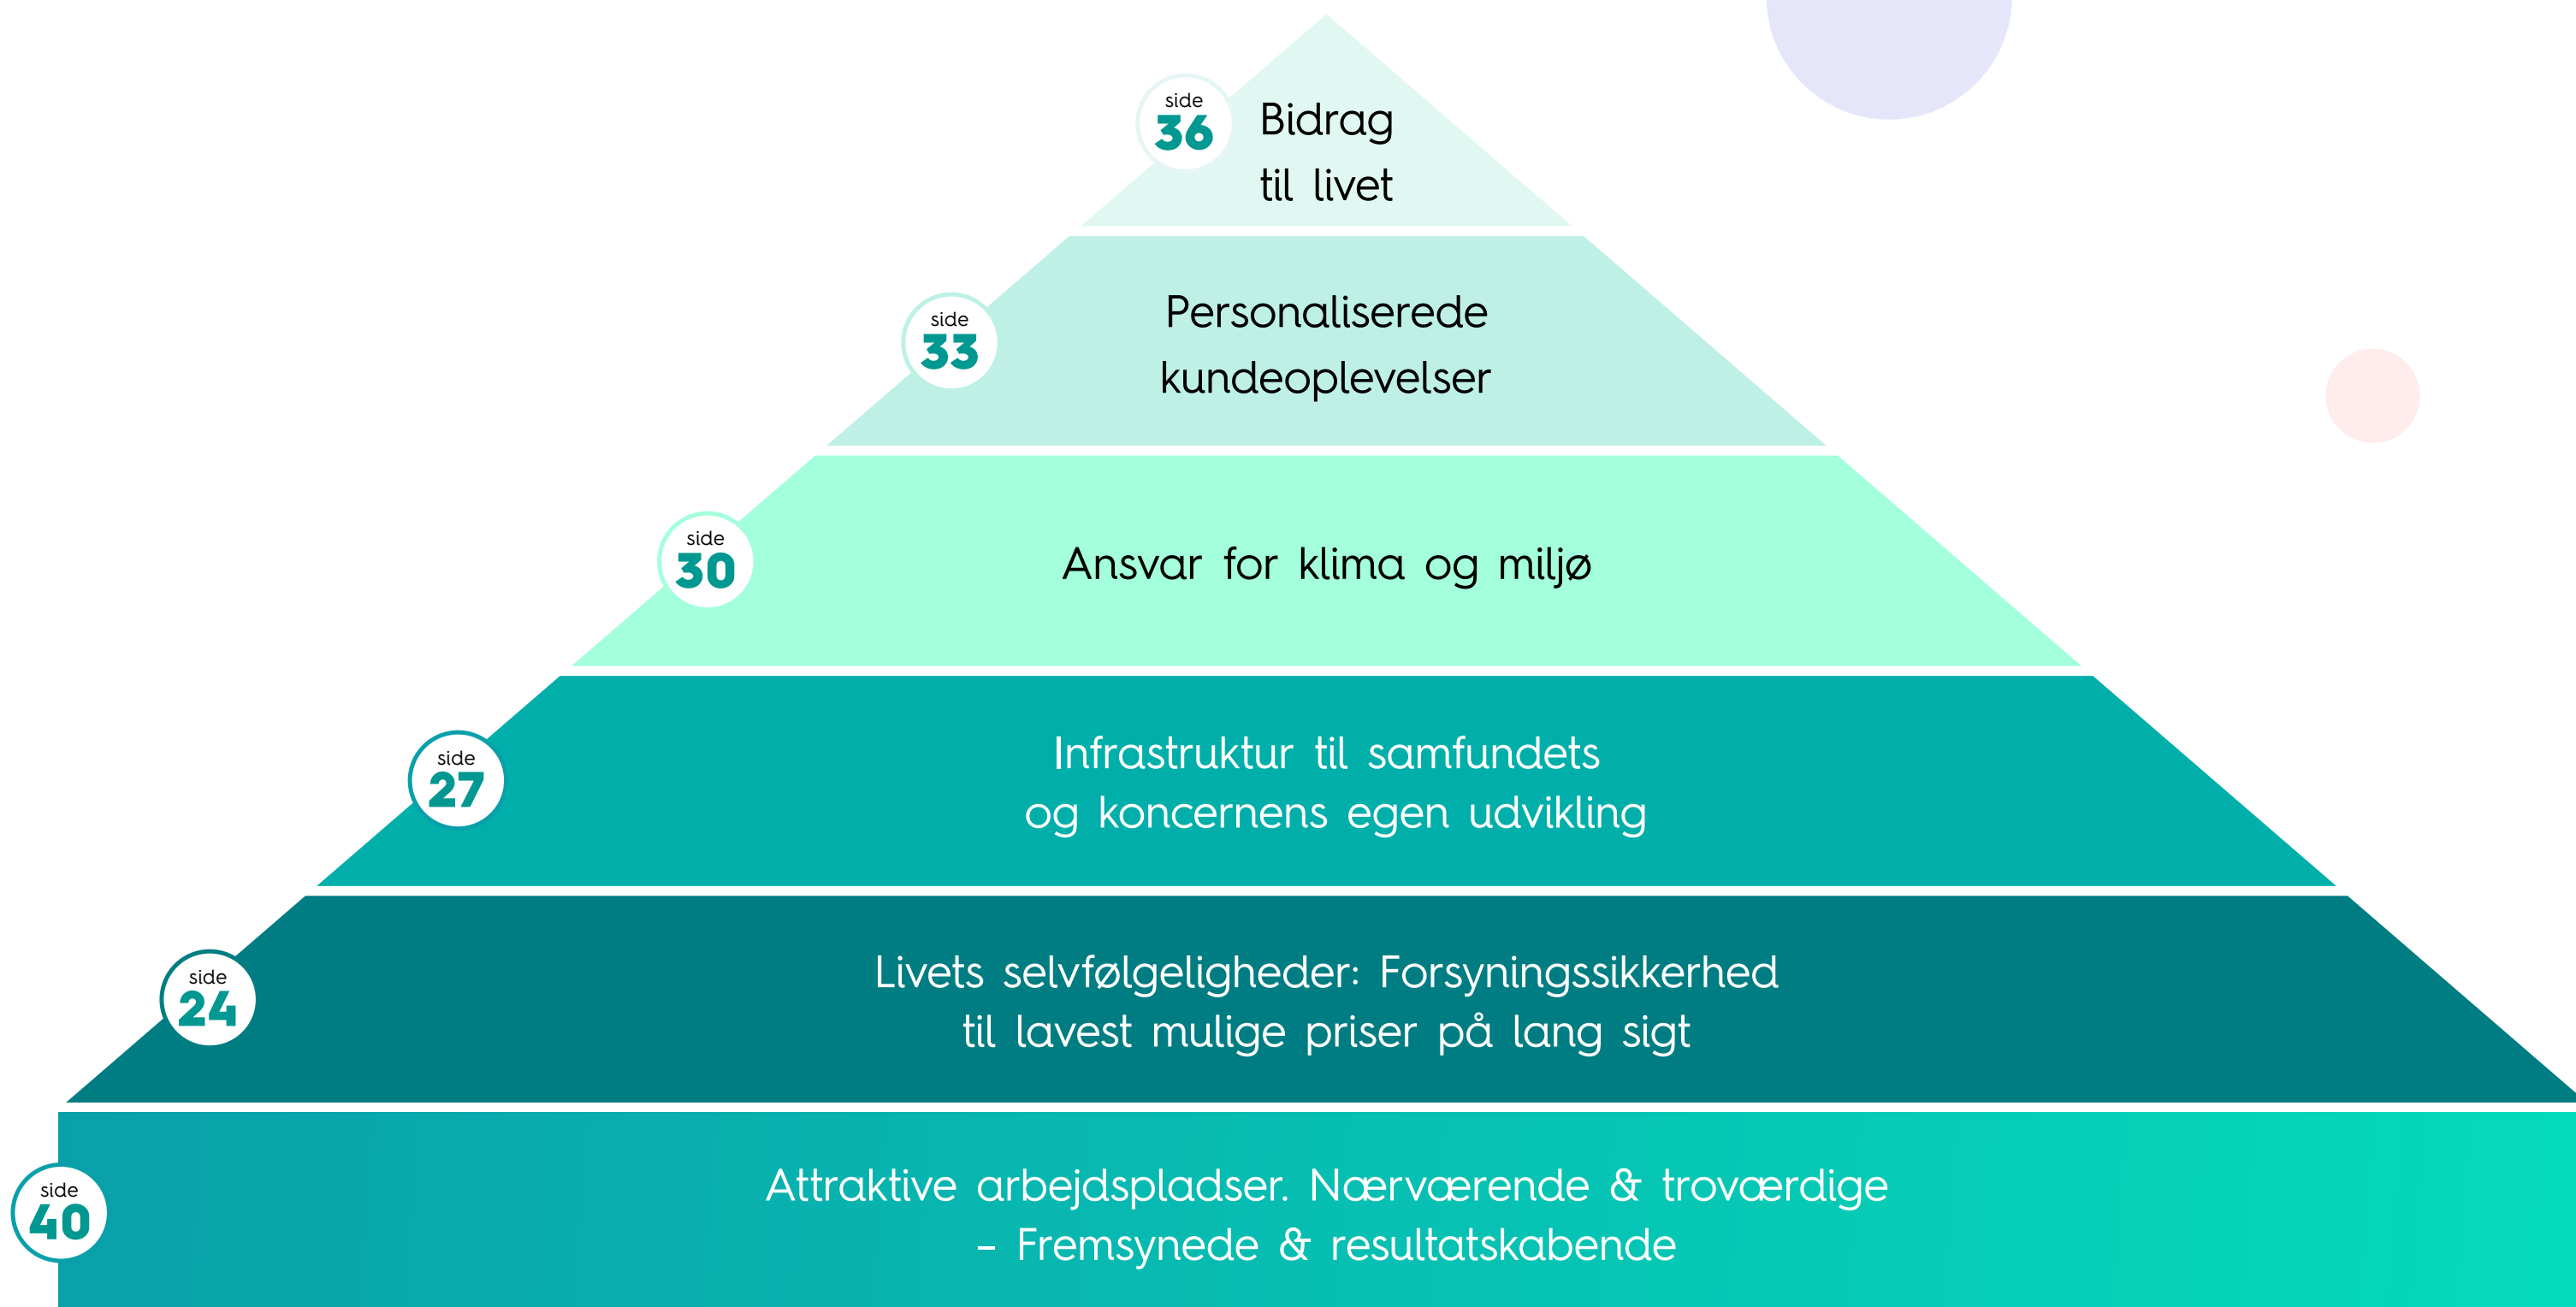 side
36
Bidrag
til livet
side
33
Personaliserede
kundeoplevelser
side
30
Ansvar for klima og miljø
side
27
Infrastruktur til samfundets
og koncernens egen udvikling
side
24
Livets selvfølgeligheder: Forsyningssikkerhed
til lavest mulige priser på lang sigt
side
40
Attraktive arbejdspladser. Nærværende & troværdige
- Fremsynede & resultatskabende